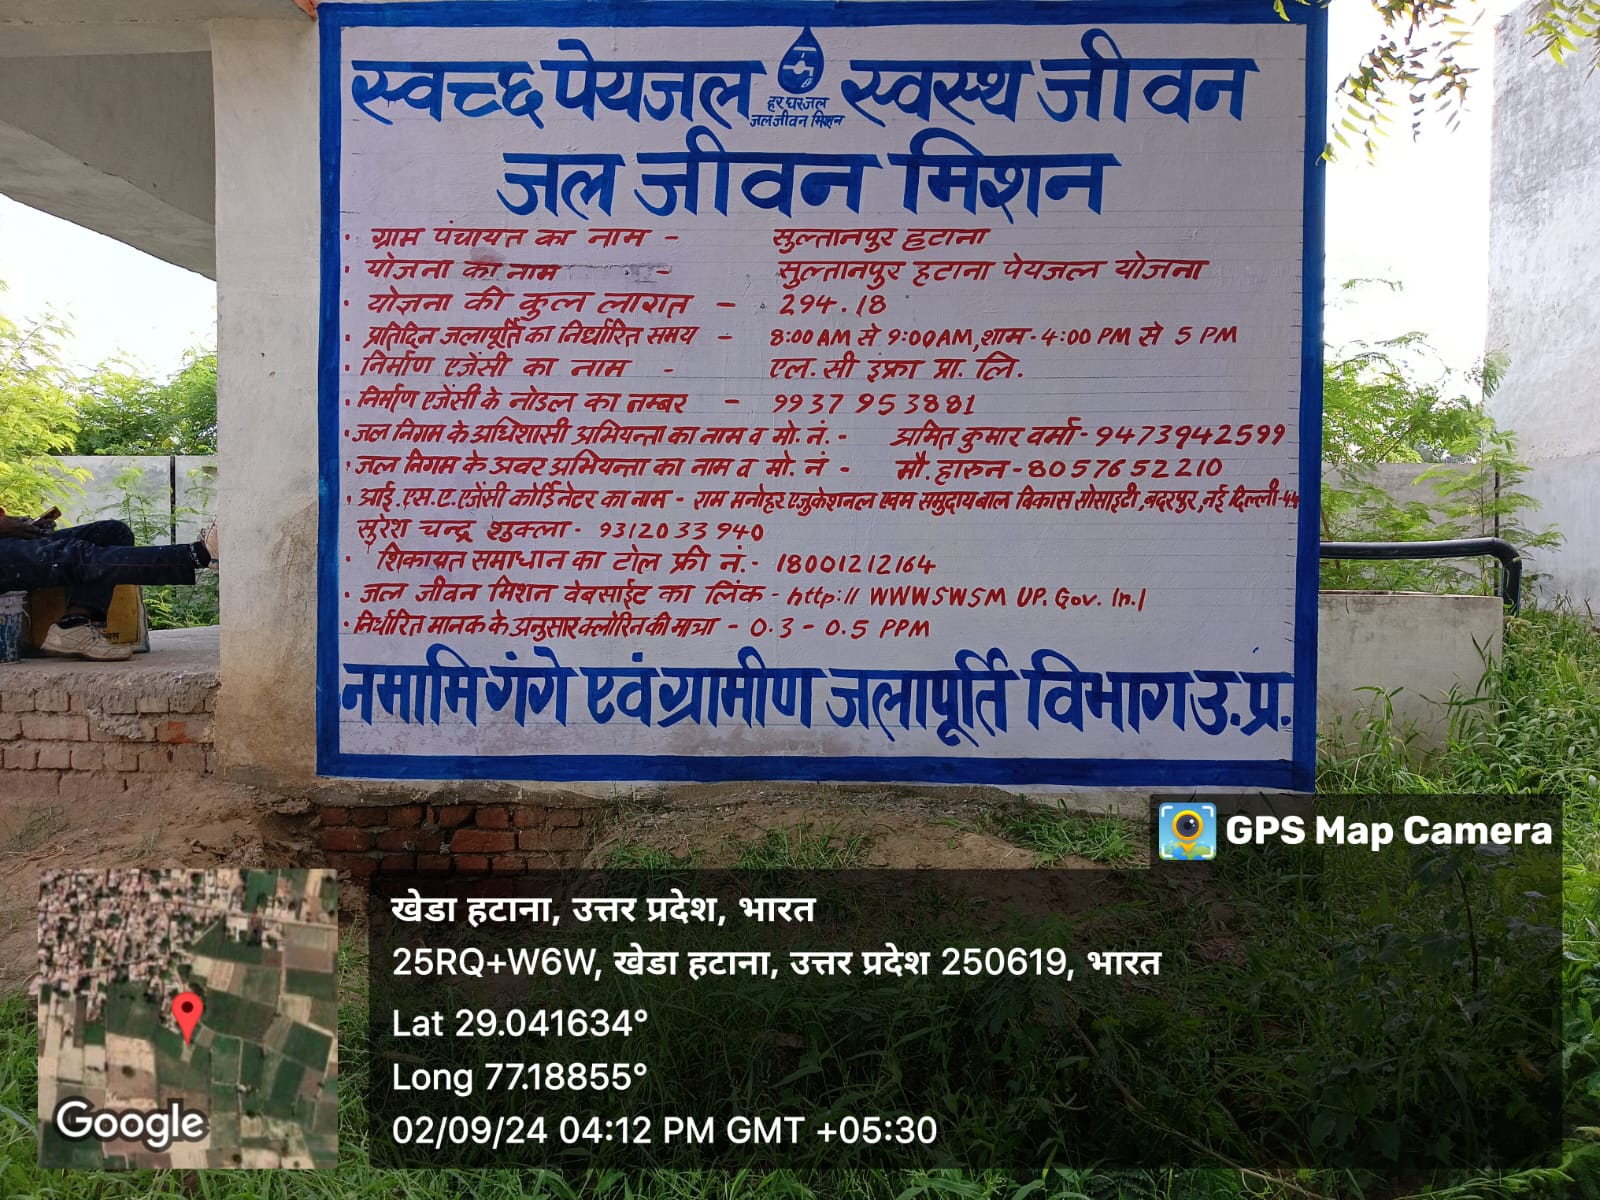 स्वच्छ पेयजल स्वस्थ जीवन
हर घर जल
जल जीवन मिशन
जल जीवन मिशन
· ग्राम पंचायत का नाम - सुल्तानपुर हटाना
· योजना का नाम - सुल्तानपुर हटाना पेयजल योजना
· योजना की कुल लागत - 294.18
· प्रतिदिन जलापूर्ति का निर्धारित समय - 8:00 AM से 9:00 AM, शाम - 4:00 PM से 5 PM
· निर्माण एजेंसी का नाम - एल. सी इंफ्रा प्रा. लि.
· निर्माण एजेंसी के नोडल का नम्बर - 9937953881
· जल निगम के अधिशासी अभियन्ता का नाम व मो. नं. - अमित कुमार वर्मा - 9473942599
· जल निगम के अवर अभियन्ता का नाम व मो. नं - मौ. हारुन - 8057652210
· आई.एस.ए. एजेंसी कोर्डिनेटर का नाम - राम मनोहर एजुकेशनल एवम समुदाय बाल विकास सोसाइटी, बदरपुर, नई दिल्ली-44
सुरेश चन्द्र शुक्ला - 9312033940
· शिकायत समाधान का टोल फ्री नं. - 18001212164
· जल जीवन मिशन वेबसाईट का लिंक - http:// WWWSWSM UP. Gov. In./
· निर्धारित मानक के अनुसार क्लोरिन की मात्रा - 0.3 - 0.5 PPM
नमामि गंगे एवं ग्रामीण जलापूर्ति विभाग उ.प्र.
GPS Map Camera
खेडा हटाना, उत्तर प्रदेश, भारत
25RQ+W6W, खेडा हटाना, उत्तर प्रदेश 250619, भारत
Lat 29.041634°
Long 77.18855°
02/09/24 04:12 PM GMT +05:30
Google